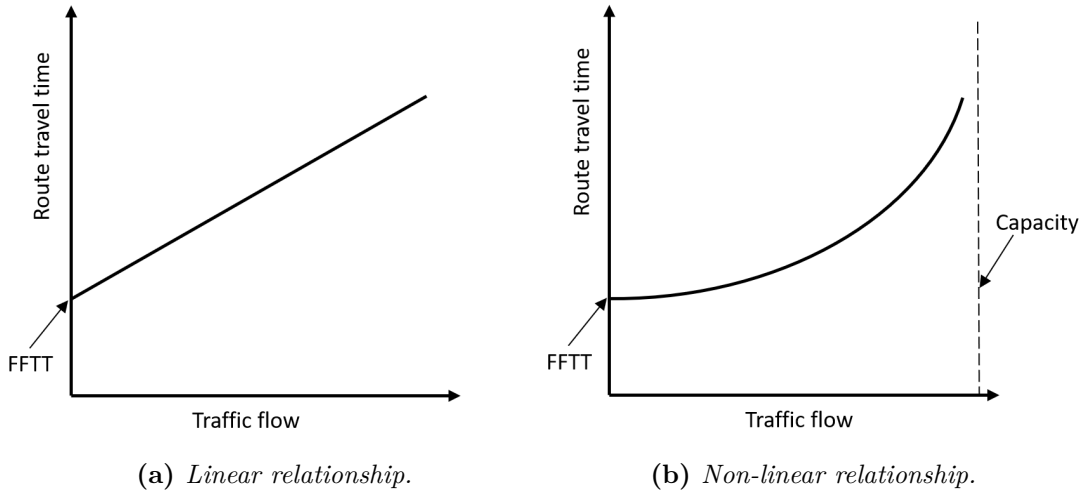 Route travel time
FFTT
Traffic flow
(a) Linear relationship.
Route travel time
FFTT
Capacity
Traffic flow
(b) Non-linear relationship.